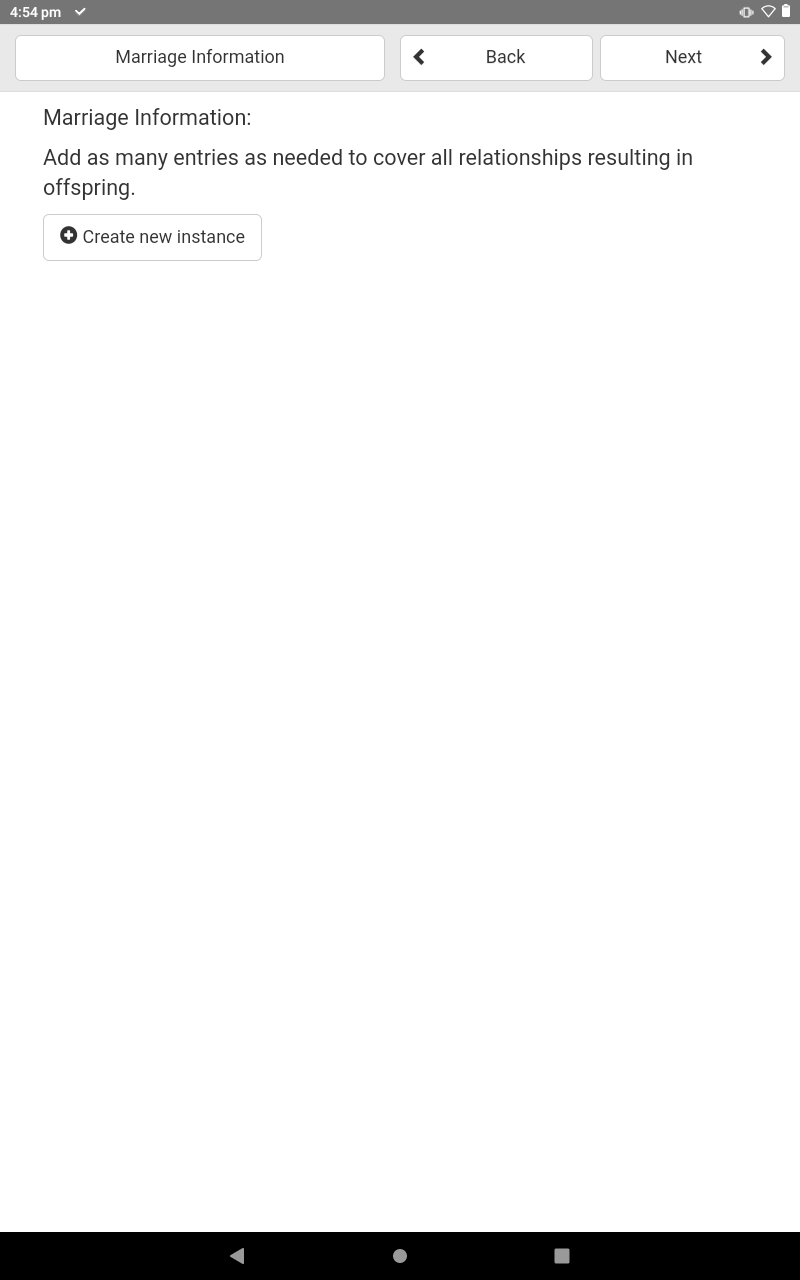 4:54 pm
Marriage Information
Back
Next
Marriage Information:
Add as many entries as needed to cover all relationships resulting in
offspring.
Create new instance